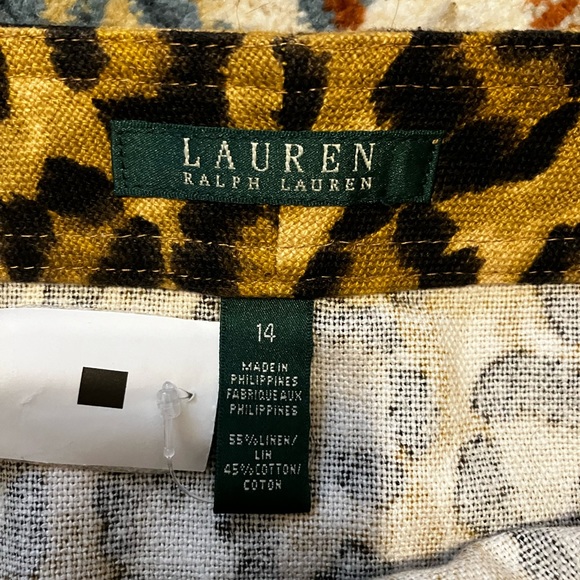 LAUREN
RALPH LAUREN
14
MADE IN
PHILIPPINES
FABRIQUE AUX
PHILIPPINES
55%LINEN/
LIN
45%COTTON/
COTON